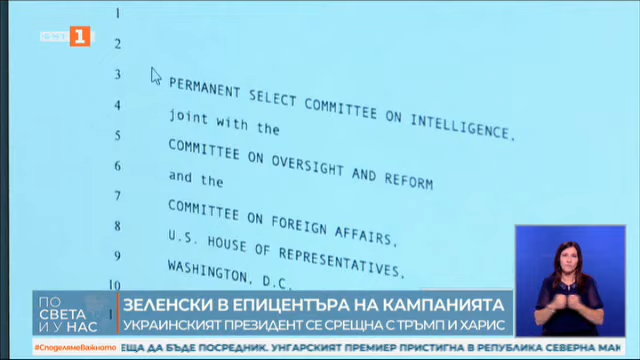 БНТ 1
1
2
3 PERMANENT SELECT COMMITTEE ON INTELLIGENCE,
4 joint with the
5 COMMITTEE ON OVERSIGHT AND REFORM
6 and the
7 COMMITTEE ON FOREIGN AFFAIRS,
8 U.S. HOUSE OF REPRESENTATIVES,
9 WASHINGTON, D.C.
10
1
ПО СВЕТА И У НАС
ЗЕЛЕНСКИ В ЕПИЦЕНТЪРА НА КАМПАНИЯТА
УКРАИНСКИЯТ ПРЕЗИДЕНТ СЕ СРЕЩНА С ТРЪМП И ХАРИС
#СподелямеВажното ЕЩА ДА БЪДЕ ПОСРЕДНИК. УНГАРСКИЯТ ПРЕМИЕР ПРИСТИГНА В РЕПУБЛИКА СЕВЕРНА МАК